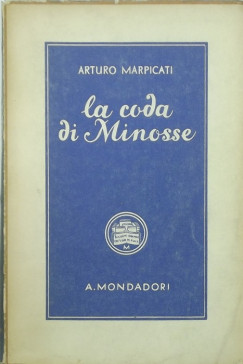 ARTURO MARPICATI
la coda
di Minosse
M
A. MONDADORI